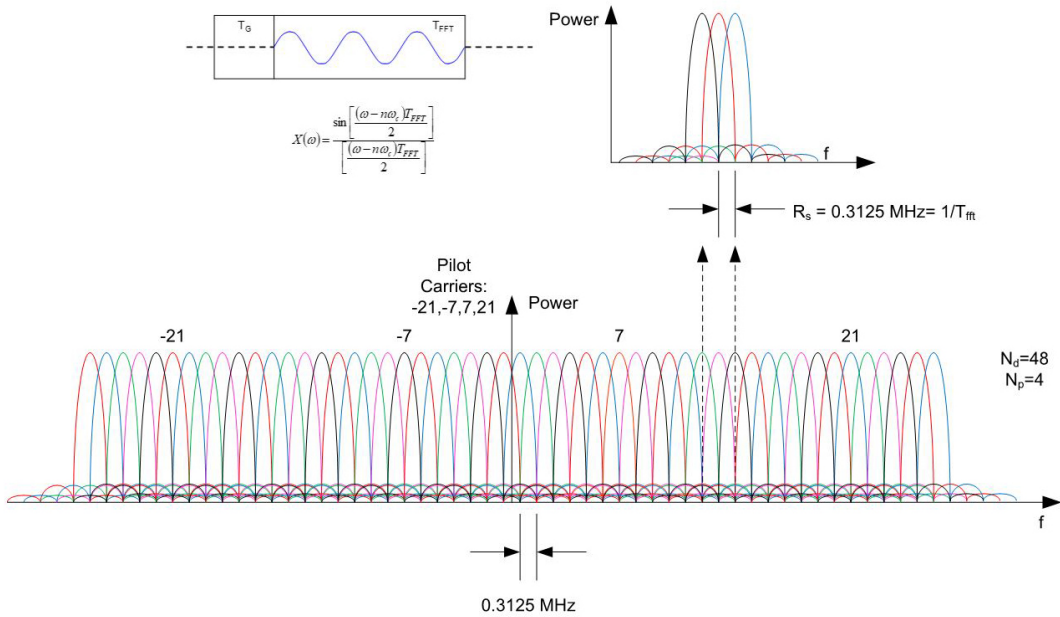 T_G
T_FFT
X(ω)= sin[(ω−nω_c)T_FFT / 2] / [(ω−nω_c)T_FFT / 2]
Power
f
R_s = 0.3125 MHz= 1/T_fft
Pilot
Carriers:
-21,-7,7,21
Power
-21
-7
7
21
N_d=48
N_p=4
f
0.3125 MHz